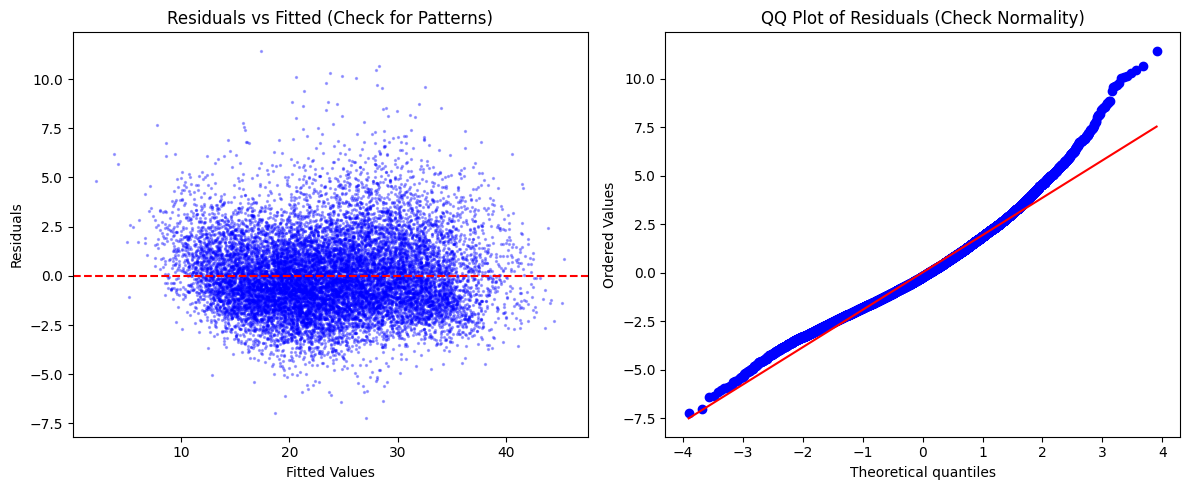 Residuals vs Fitted (Check for Patterns)
Residuals
10.0
7.5
5.0
2.5
0.0
−2.5
−5.0
−7.5
10 20 30 40
Fitted Values
QQ Plot of Residuals (Check Normality)
Ordered Values
10.0
7.5
5.0
2.5
0.0
−2.5
−5.0
−7.5
−4 −3 −2 −1 0 1 2 3 4
Theoretical quantiles